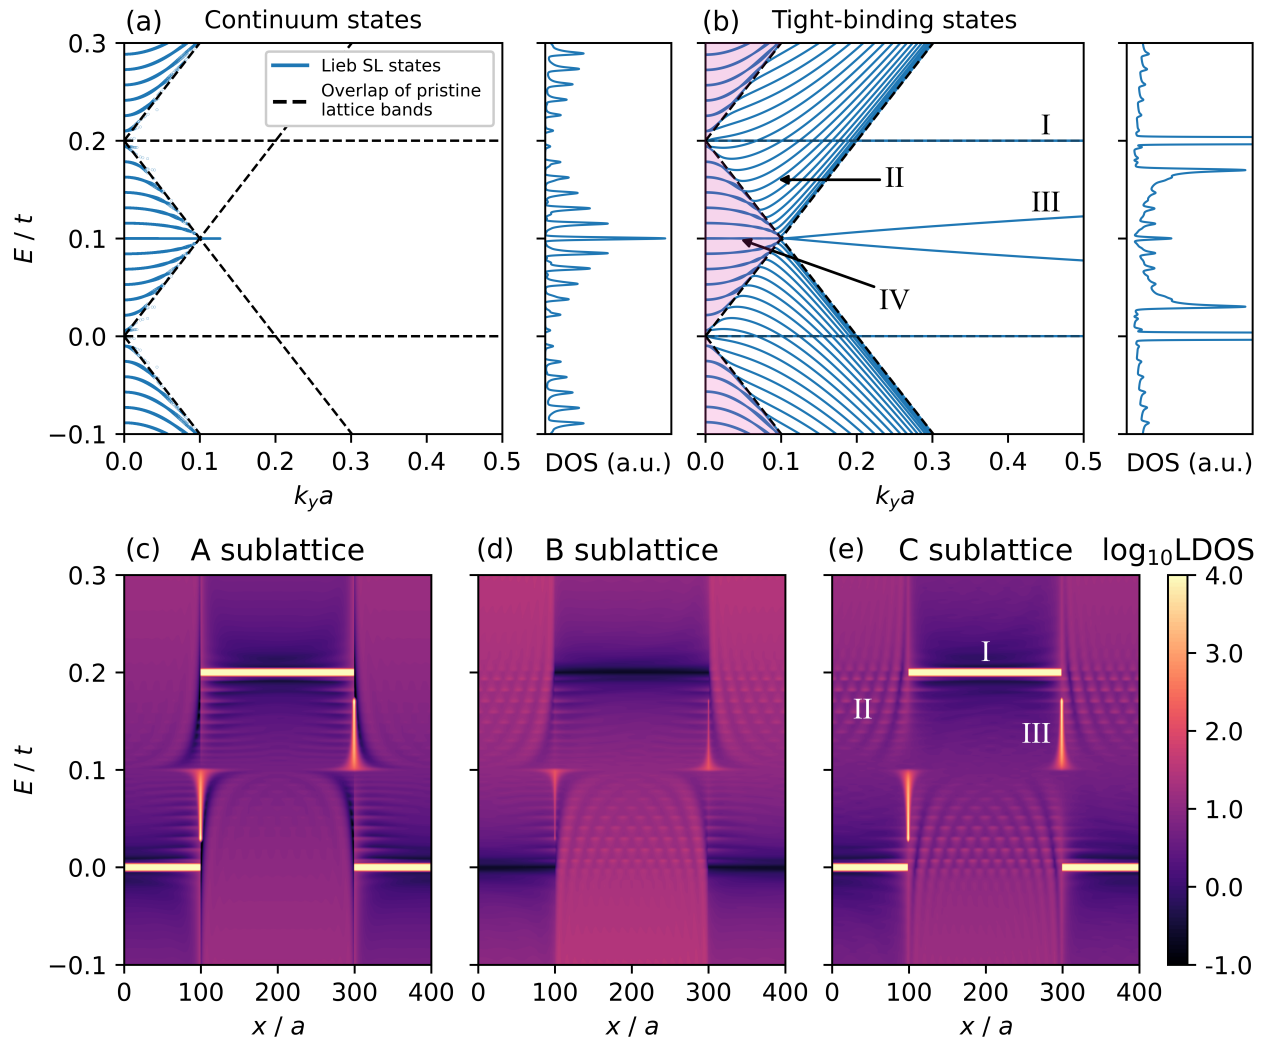 (a) Continuum states
(b) Tight-binding states
0.3
0.2
0.1
0.0
−0.1
E / t
Lieb SL states
Overlap of pristine
lattice bands
I
II
III
IV
0.0 0.1 0.2 0.3 0.4 0.5
DOS (a.u.)
0.0 0.1 0.2 0.3 0.4 0.5
DOS (a.u.)
kya
kya
(c) A sublattice
(d) B sublattice
(e) C sublattice
log10LDOS
0.3
0.2
0.1
0.0
−0.1
E / t
I
II
III
4.0
3.0
2.0
1.0
0.0
-1.0
0 100 200 300 400
0 100 200 300 400
0 100 200 300 400
x / a
x / a
x / a